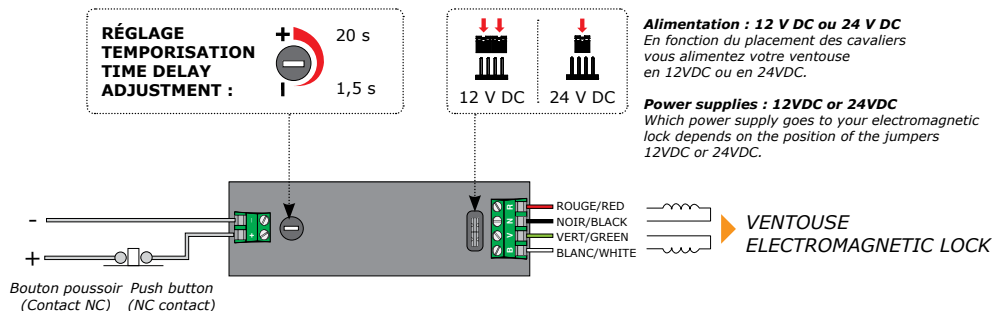 RÉGLAGE
TEMPORISATION
TIME DELAY
ADJUSTMENT :
+
20 s
-
1,5 s
12 V DC
24 V DC
Alimentation : 12 V DC ou 24 V DC
En fonction du placement des cavaliers
vous alimentez votre ventouse
en 12VDC ou en 24VDC.
Power supplies : 12VDC or 24VDC
Which power supply goes to your electromagnetic
lock depends on the position of the jumpers
12VDC or 24VDC.
-
+
- +
R N V B
ROUGE/RED
NOIR/BLACK
VERT/GREEN
BLANC/WHITE
VENTOUSE
ELECTROMAGNETIC LOCK
Bouton poussoir
(Contact NC)
Push button
(NC contact)